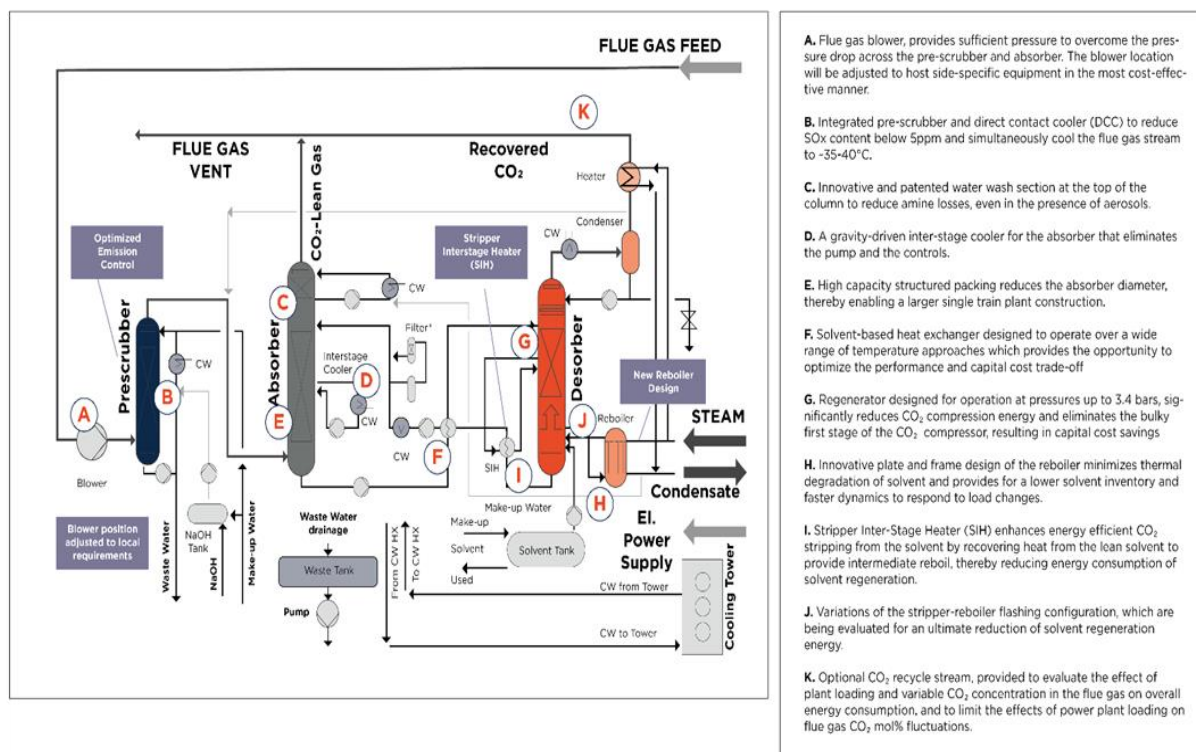 FLUE GAS FEED
K
FLUE GAS
VENT
Recovered
CO₂
CO₂-Lean Gas
Heater
Condenser
CW
Optimized
Emission
Control
Stripper
Interstage Heater
(SIH)
CW
C
Filter*
G
Prescrubber
CW
Absorber
Interstage
Cooler
D
Desorber
New Reboiler
Design
B
A
E
CW
CW
F
J
Reboiler
STEAM
SIH
I
Blower
H
Condensate
Make-up Water
Blower position
adjusted to local
requirements
NaOH
Tank
Waste Water
NaOH
Make-up Water
Waste Water
drainage
Waste Tank
Pump
From CW HX
To CW HX
Make-up
Solvent
Used
Solvent Tank
El.
Power
Supply
CW from Tower
CW to Tower
Cooling Tower
A. Flue gas blower, provides sufficient pressure to overcome the pres-
sure drop across the pre-scrubber and absorber. The blower location
will be adjusted to host side-specific equipment in the most cost-effec-
tive manner.
B. Integrated pre-scrubber and direct contact cooler (DCC) to reduce
SOx content below 5ppm and simultaneously cool the flue gas stream
to ~35-40°C.
C. Innovative and patented water wash section at the top of the
column to reduce amine losses, even in the presence of aerosols.
D. A gravity-driven inter-stage cooler for the absorber that eliminates
the pump and the controls.
E. High capacity structured packing reduces the absorber diameter,
thereby enabling a larger single train plant construction.
F. Solvent-based heat exchanger designed to operate over a wide
range of temperature approaches which provides the opportunity to
optimize the performance and capital cost trade-off
G. Regenerator designed for operation at pressures up to 3.4 bars, sig-
nificantly reduces CO₂ compression energy and eliminates the bulky
first stage of the CO₂ compressor, resulting in capital cost savings
H. Innovative plate and frame design of the reboiler minimizes thermal
degradation of solvent and provides for a lower solvent inventory and
faster dynamics to respond to load changes.
I. Stripper Inter-Stage Heater (SIH) enhances energy efficient CO₂
stripping from the solvent by recovering heat from the lean solvent to
provide intermediate reboil, thereby reducing energy consumption of
solvent regeneration.
J. Variations of the stripper-reboiler flashing configuration, which are
being evaluated for an ultimate reduction of solvent regeneration
energy.
K. Optional CO₂ recycle stream, provided to evaluate the effect of
plant loading and variable CO₂ concentration in the flue gas on overall
energy consumption, and to limit the effects of power plant loading on
flue gas CO₂ mol% fluctuations.